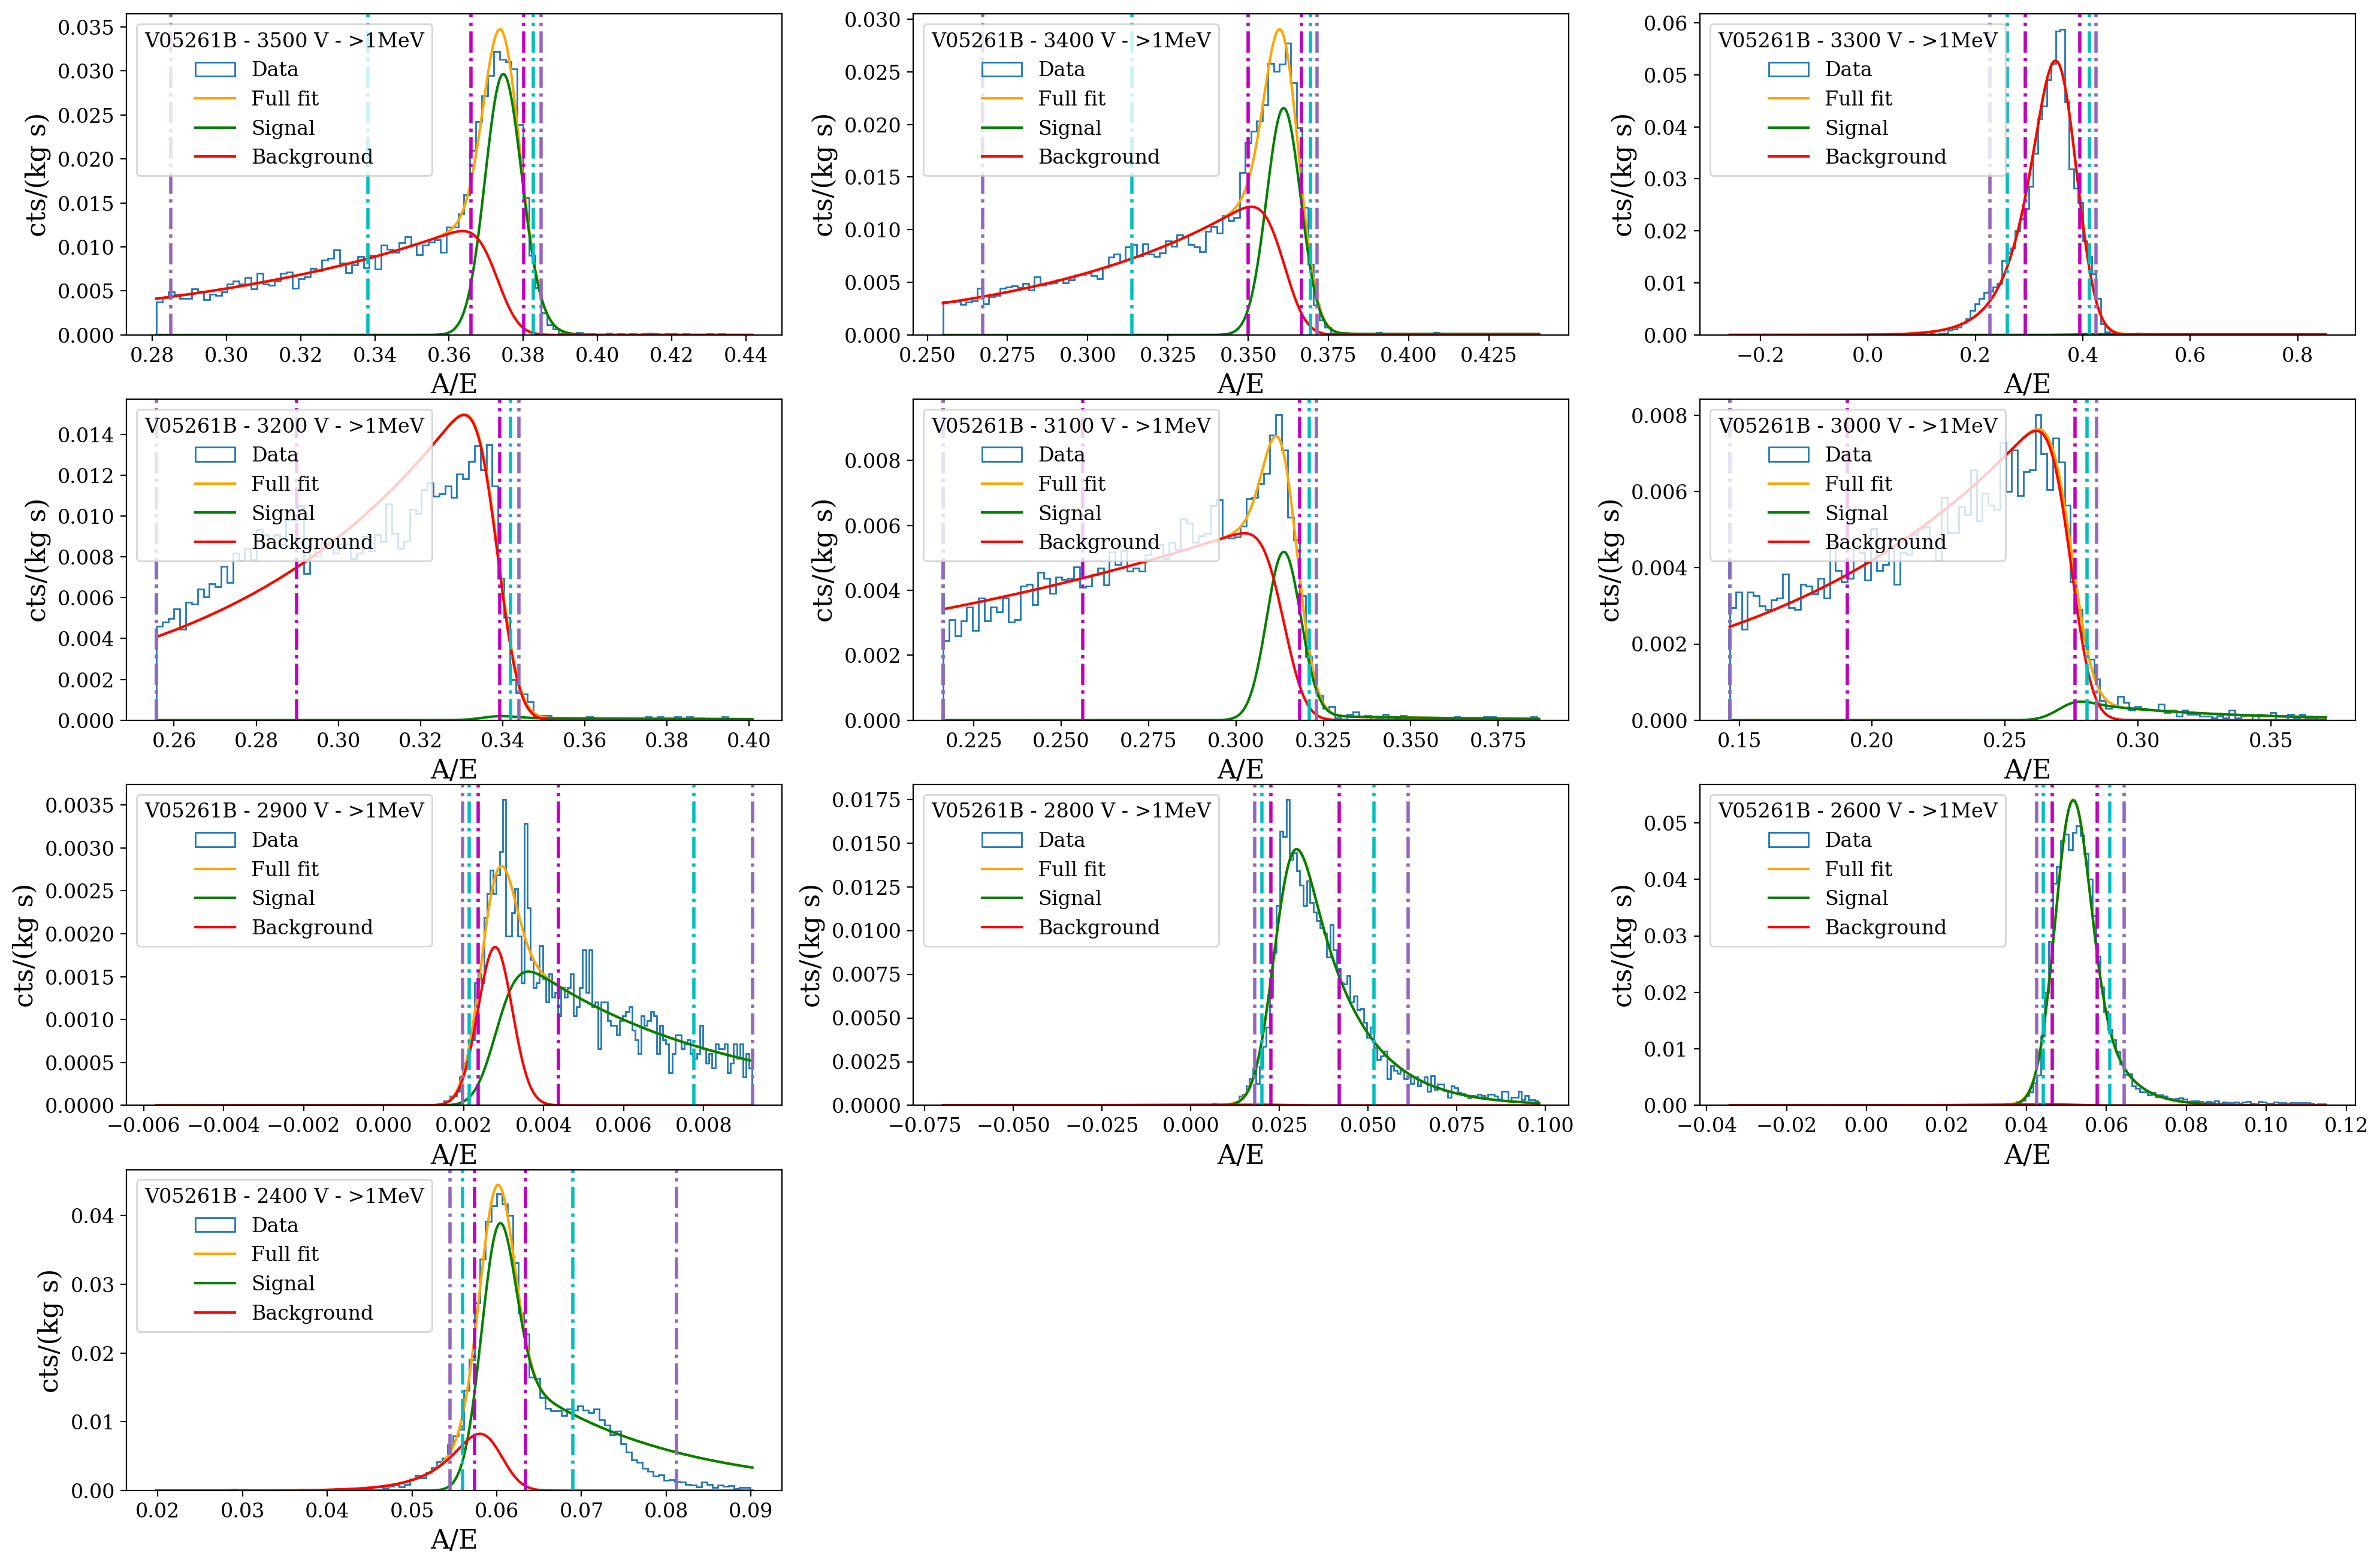 V05261B - 3500 V - >1MeV
Data
Full fit
Signal
Background
cts/(kg s)
0.035
0.030
0.025
0.020
0.015
0.010
0.005
0.000
0.28 0.30 0.32 0.34 0.36 0.38 0.40 0.42 0.44
A/E
V05261B - 3400 V - >1MeV
Data
Full fit
Signal
Background
cts/(kg s)
0.030
0.025
0.020
0.015
0.010
0.005
0.000
0.250 0.275 0.300 0.325 0.350 0.375 0.400 0.425
A/E
V05261B - 3300 V - >1MeV
Data
Full fit
Signal
Background
cts/(kg s)
0.06
0.05
0.04
0.03
0.02
0.01
0.00
−0.2 0.0 0.2 0.4 0.6 0.8
A/E
V05261B - 3200 V - >1MeV
Data
Full fit
Signal
Background
cts/(kg s)
0.014
0.012
0.010
0.008
0.006
0.004
0.002
0.000
0.26 0.28 0.30 0.32 0.34 0.36 0.38 0.40
A/E
V05261B - 3100 V - >1MeV
Data
Full fit
Signal
Background
cts/(kg s)
0.008
0.006
0.004
0.002
0.000
0.225 0.250 0.275 0.300 0.325 0.350 0.375
A/E
V05261B - 3000 V - >1MeV
Data
Full fit
Signal
Background
cts/(kg s)
0.008
0.006
0.004
0.002
0.000
0.15 0.20 0.25 0.30 0.35
A/E
V05261B - 2900 V - >1MeV
Data
Full fit
Signal
Background
cts/(kg s)
0.0035
0.0030
0.0025
0.0020
0.0015
0.0010
0.0005
0.0000
−0.006 −0.004 −0.002 0.000 0.002 0.004 0.006 0.008
A/E
V05261B - 2800 V - >1MeV
Data
Full fit
Signal
Background
cts/(kg s)
0.0175
0.0150
0.0125
0.0100
0.0075
0.0050
0.0025
0.0000
−0.075 −0.050 −0.025 0.000 0.025 0.050 0.075 0.100
A/E
V05261B - 2600 V - >1MeV
Data
Full fit
Signal
Background
cts/(kg s)
0.05
0.04
0.03
0.02
0.01
0.00
−0.04 −0.02 0.00 0.02 0.04 0.06 0.08 0.10 0.12
A/E
V05261B - 2400 V - >1MeV
Data
Full fit
Signal
Background
cts/(kg s)
0.04
0.03
0.02
0.01
0.00
0.02 0.03 0.04 0.05 0.06 0.07 0.08 0.09
A/E